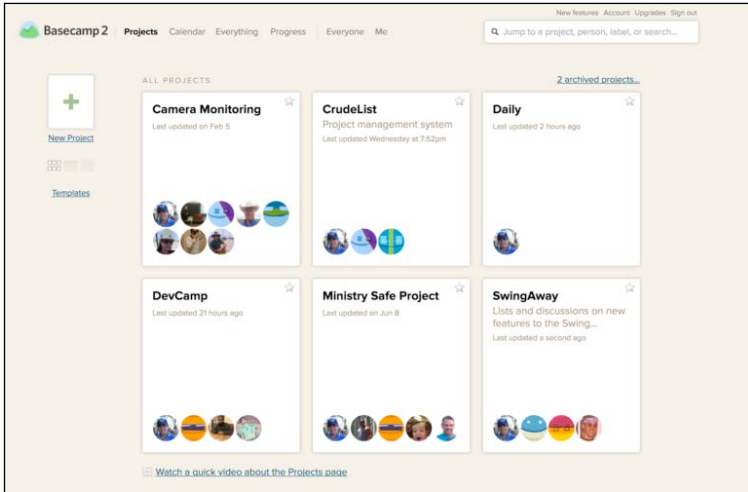 New features Account Upgrades Sign out
Basecamp 2 Projects Calendar Everything Progress Everyone Me
Jump to a project, person, label, or search...
ALL PROJECTS
2 archived projects...
New Project
Templates
Camera Monitoring
Last updated on Feb 5
CrudeList
Project management system
Last updated Wednesday at 7:52pm
Daily
Last updated 2 hours ago
DevCamp
Last updated 21 hours ago
Ministry Safe Project
Last updated on Jun 8
SwingAway
Lists and discussions on new
features to the Swing...
Last updated a second ago
Watch a quick video about the Projects page